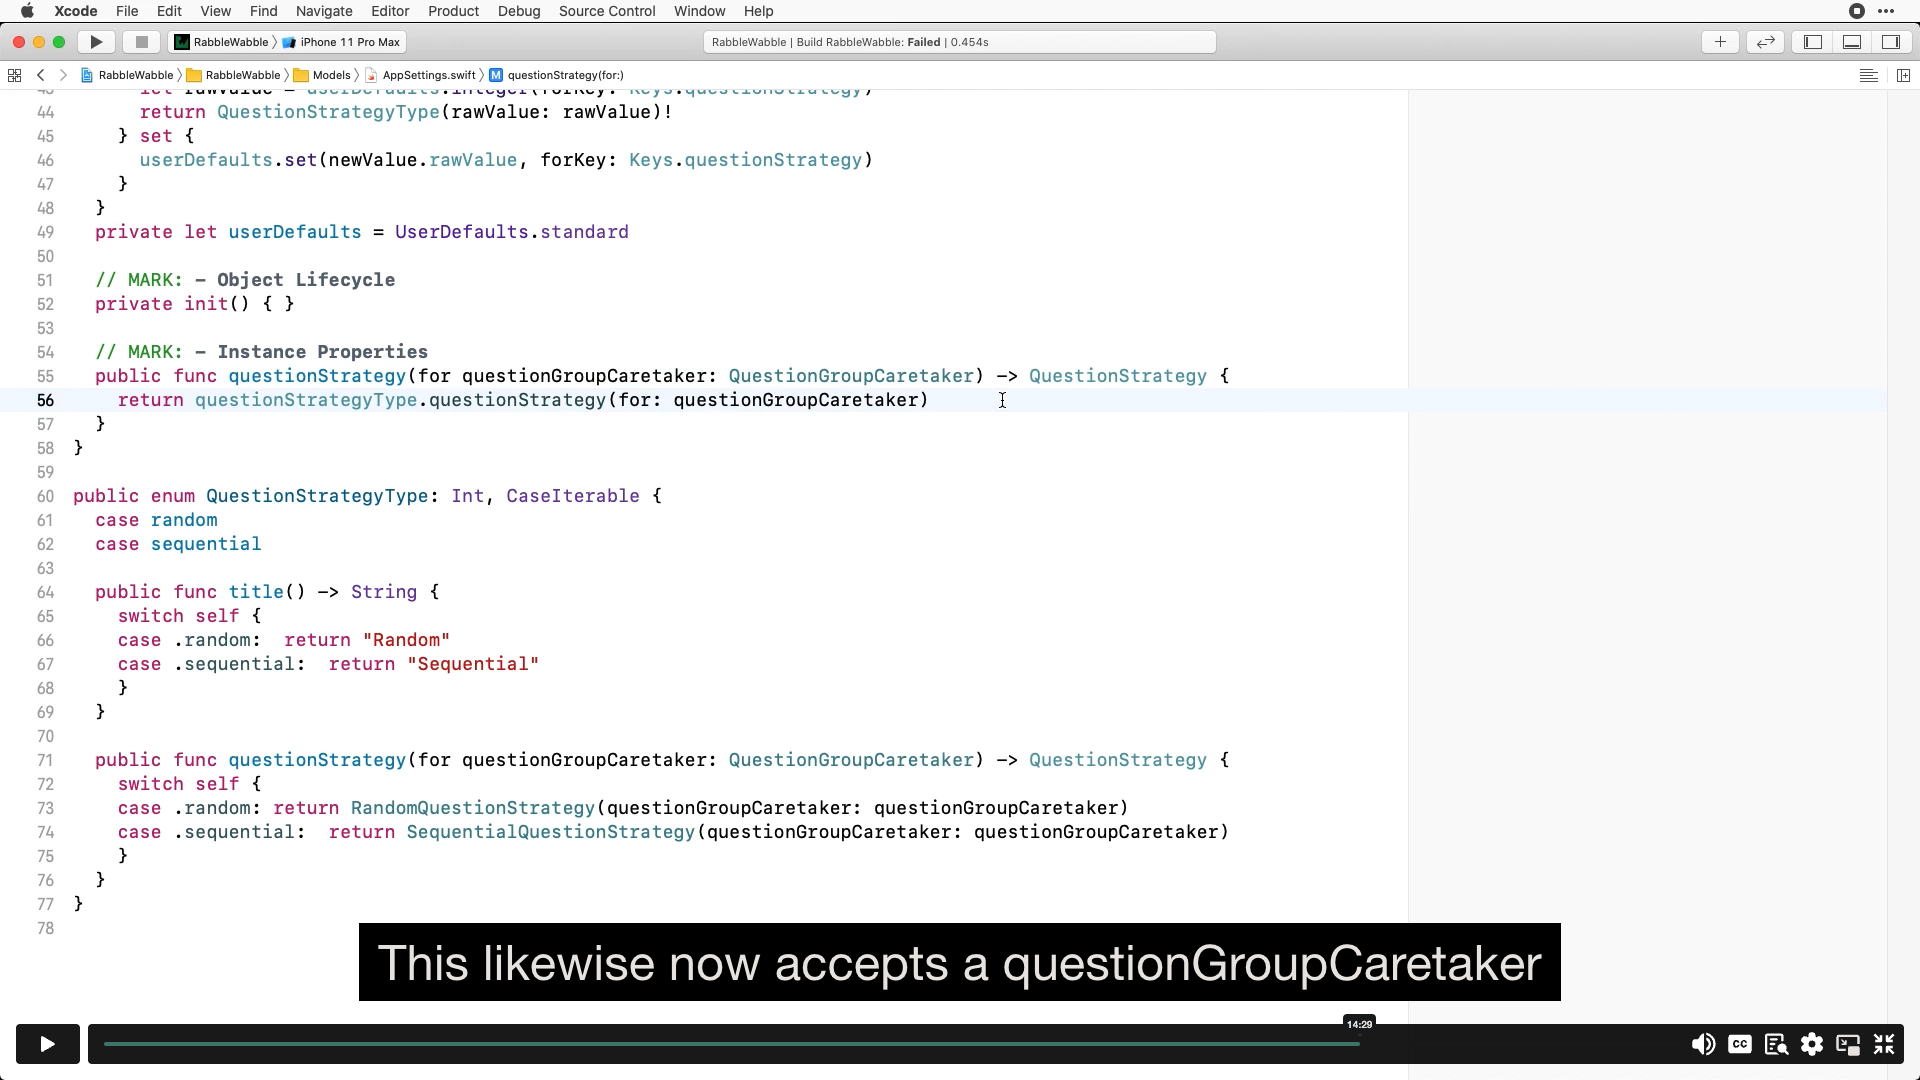 Xcode File Edit View Find Navigate Editor Product Debug Source Control Window Help
RabbleWabble iPhone 11 Pro Max
RabbleWabble | Build RabbleWabble: Failed | 0.454s
RabbleWabble RabbleWabble Models AppSettings.swift M questionStrategy(for:)
43 let rawValue = userDefaults.integer(forKey: Keys.questionStrategy)
44 return QuestionStrategyType(rawValue: rawValue)!
45 } set {
46 userDefaults.set(newValue.rawValue, forKey: Keys.questionStrategy)
47 }
48 }
49 private let userDefaults = UserDefaults.standard
50
51 // MARK: - Object Lifecycle
52 private init() { }
53
54 // MARK: - Instance Properties
55 public func questionStrategy(for questionGroupCaretaker: QuestionGroupCaretaker) -> QuestionStrategy {
56 return questionStrategyType.questionStrategy(for: questionGroupCaretaker)
57 }
58 }
59
60 public enum QuestionStrategyType: Int, CaseIterable {
61 case random
62 case sequential
63
64 public func title() -> String {
65 switch self {
66 case .random: return "Random"
67 case .sequential: return "Sequential"
68 }
69 }
70
71 public func questionStrategy(for questionGroupCaretaker: QuestionGroupCaretaker) -> QuestionStrategy {
72 switch self {
73 case .random: return RandomQuestionStrategy(questionGroupCaretaker: questionGroupCaretaker)
74 case .sequential: return SequentialQuestionStrategy(questionGroupCaretaker: questionGroupCaretaker)
75 }
76 }
77 }
78
This likewise now accepts a questionGroupCaretaker
14:29
CC